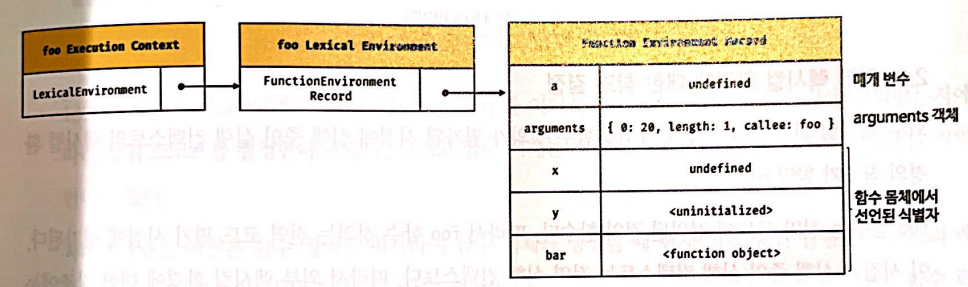 foo Execution Context
LexicalEnvironment
foo Lexical Environment
FunctionEnvironment
Record
Function Environment Record
a undefined 매개 변수
arguments { 0: 20, length: 1, callee: foo } arguments 객체
x undefined
y <uninitialized>
bar <function object>
함수 몸체에서
선언된 식별자